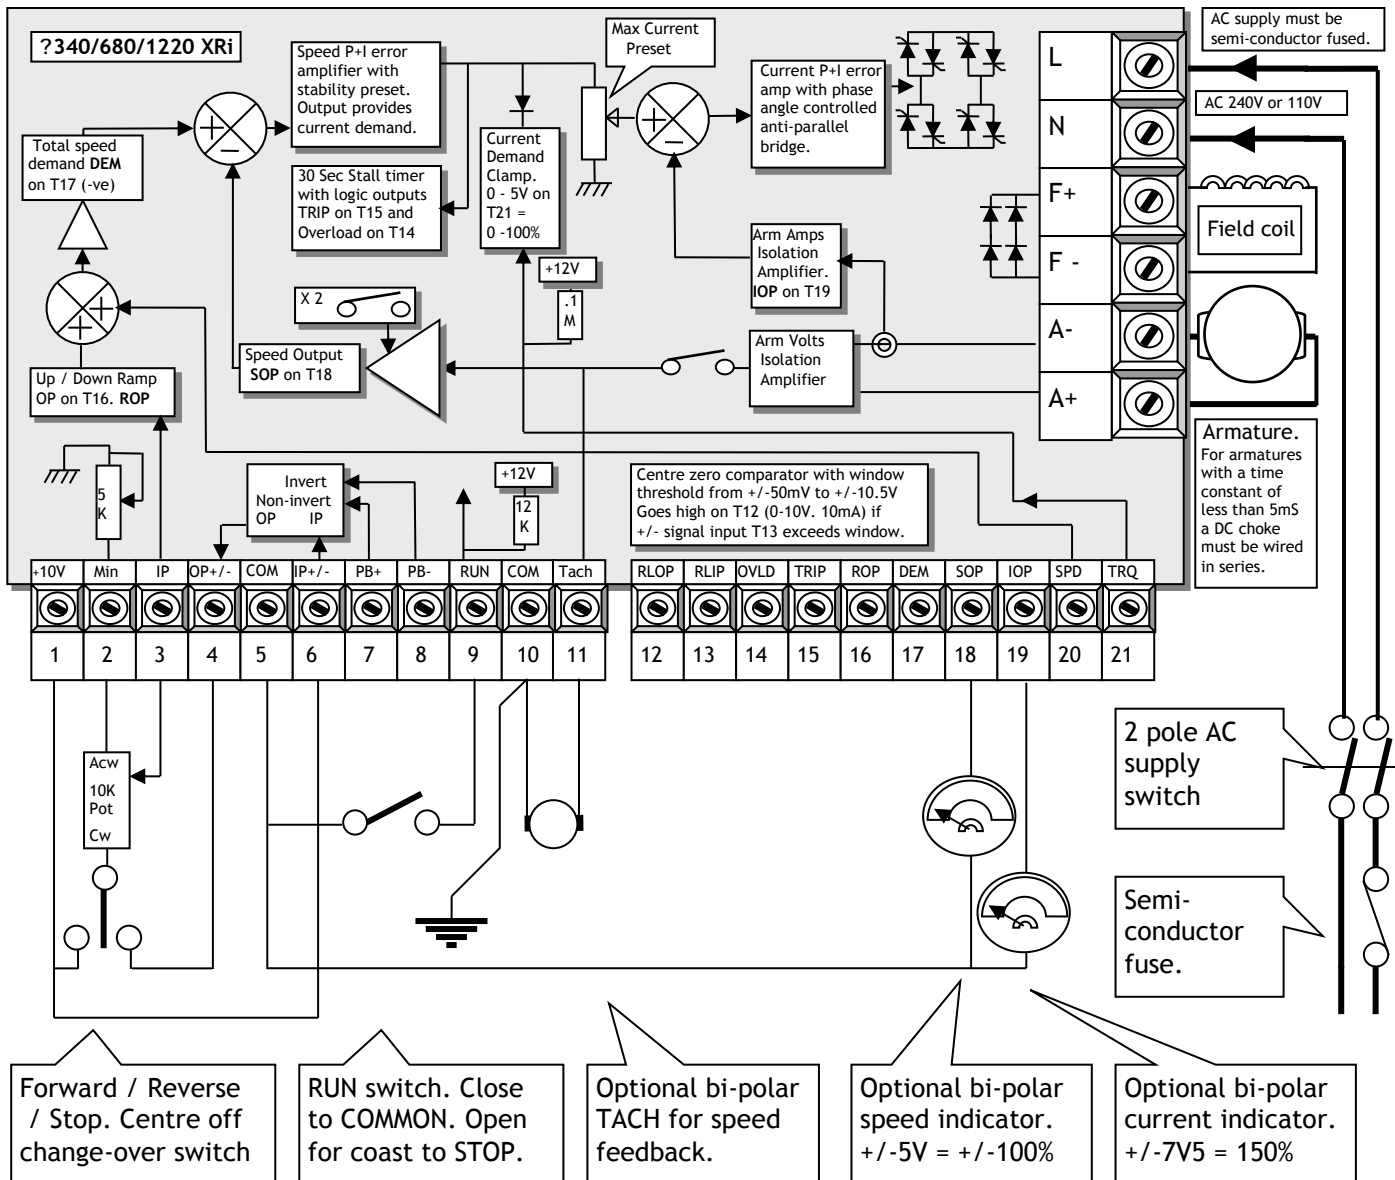 ?340/680/1220 XRi
Speed P+I error
amplifier with
stability preset.
Output provides
current demand.
Max Current
Preset
Current P+I error
amp with phase
angle controlled
anti-parallel
bridge.
L
N
F+
F -
A-
A+
AC supply must be
semi-conductor fused.
AC 240V or 110V
Total speed
demand DEM
on T17 (-ve)
30 Sec Stall timer
with logic outputs
TRIP on T15 and
Overload on T14
Current
Demand
Clamp.
0 - 5V on
T21 =
0 -100%
+12V
.1
M
Arm Amps
Isolation
Amplifier.
IOP on T19
Field coil
X 2
Speed Output
SOP on T18
Arm Volts
Isolation
Amplifier
Up / Down Ramp
OP on T16. ROP
Armature.
For armatures
with a time
constant of
less than 5mS
a DC choke
must be wired
in series.
5
K
Invert
Non-invert
OP IP
+12V
12
K
Centre zero comparator with window
threshold from +/-50mV to +/-10.5V
Goes high on T12 (0-10V. 10mA) if
+/- signal input T13 exceeds window.
+10V Min IP OP+/- COM IP+/- PB+ PB- RUN COM Tach
RLOP RLIP OVLD TRIP ROP DEM SOP IOP SPD TRQ
1 2 3 4 5 6 7 8 9 10 11
12 13 14 15 16 17 18 19 20 21
Acw
10K
Pot
Cw
2 pole AC
supply
switch
Semi-
conductor
fuse.
Forward / Reverse
/ Stop. Centre off
change-over switch
RUN switch. Close
to COMMON. Open
for coast to STOP.
Optional bi-polar
TACH for speed
feedback.
Optional bi-polar
speed indicator.
+/-5V = +/-100%
Optional bi-polar
current indicator.
+/-7V5 = 150%